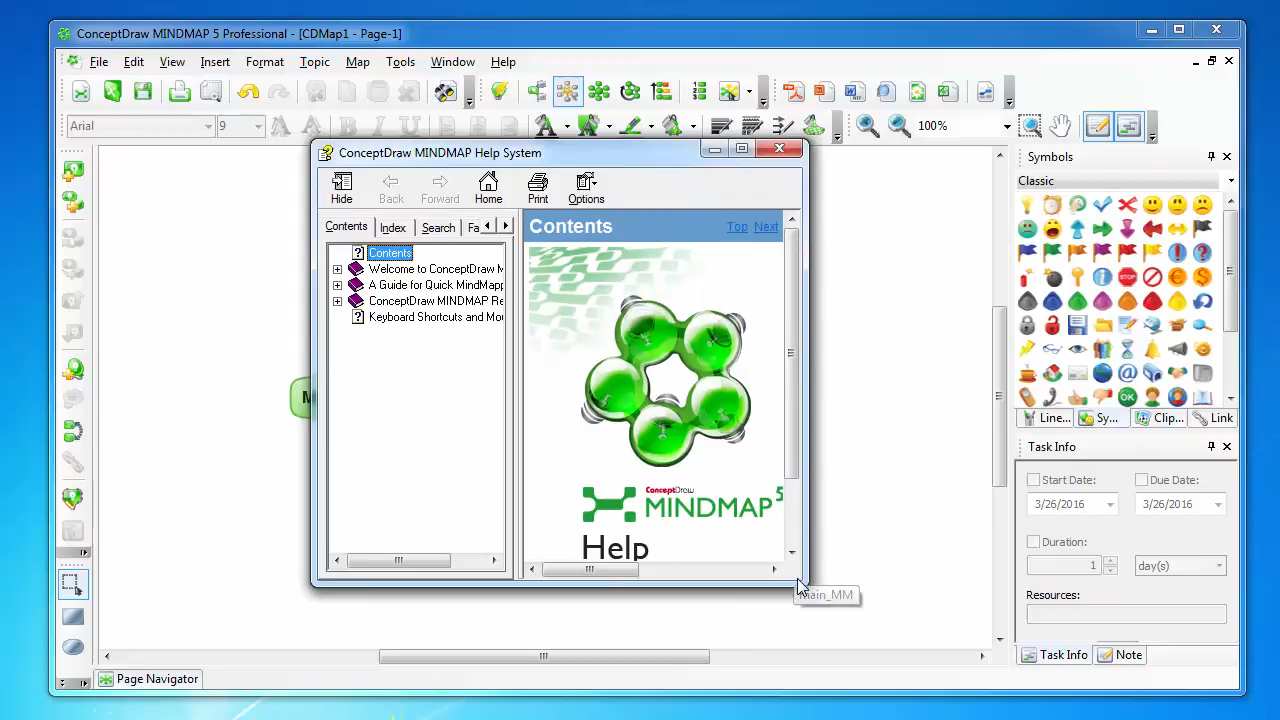 ConceptDraw MINDMAP 5 Professional - [CDMap1 - Page-1]
File Edit View Insert Format Topic Map Tools Window Help
Arial 9 100%
ConceptDraw MINDMAP Help System
Hide Back Forward Home Print Options
Contents Index Search Fa
Contents
Welcome to ConceptDraw M
A Guide for Quick MindMapp
ConceptDraw MINDMAP Re
Keyboard Shortcuts and Mou
Contents Top Next
ConceptDraw
MINDMAP 5
Help
M
Main_MM
Symbols
Classic
STOP
OK
Line... Sy... Clip... Link
Task Info
Start Date: Due Date:
3/26/2016 3/26/2016
Duration:
1 day(s)
Resources:
Task Info Note
Page Navigator